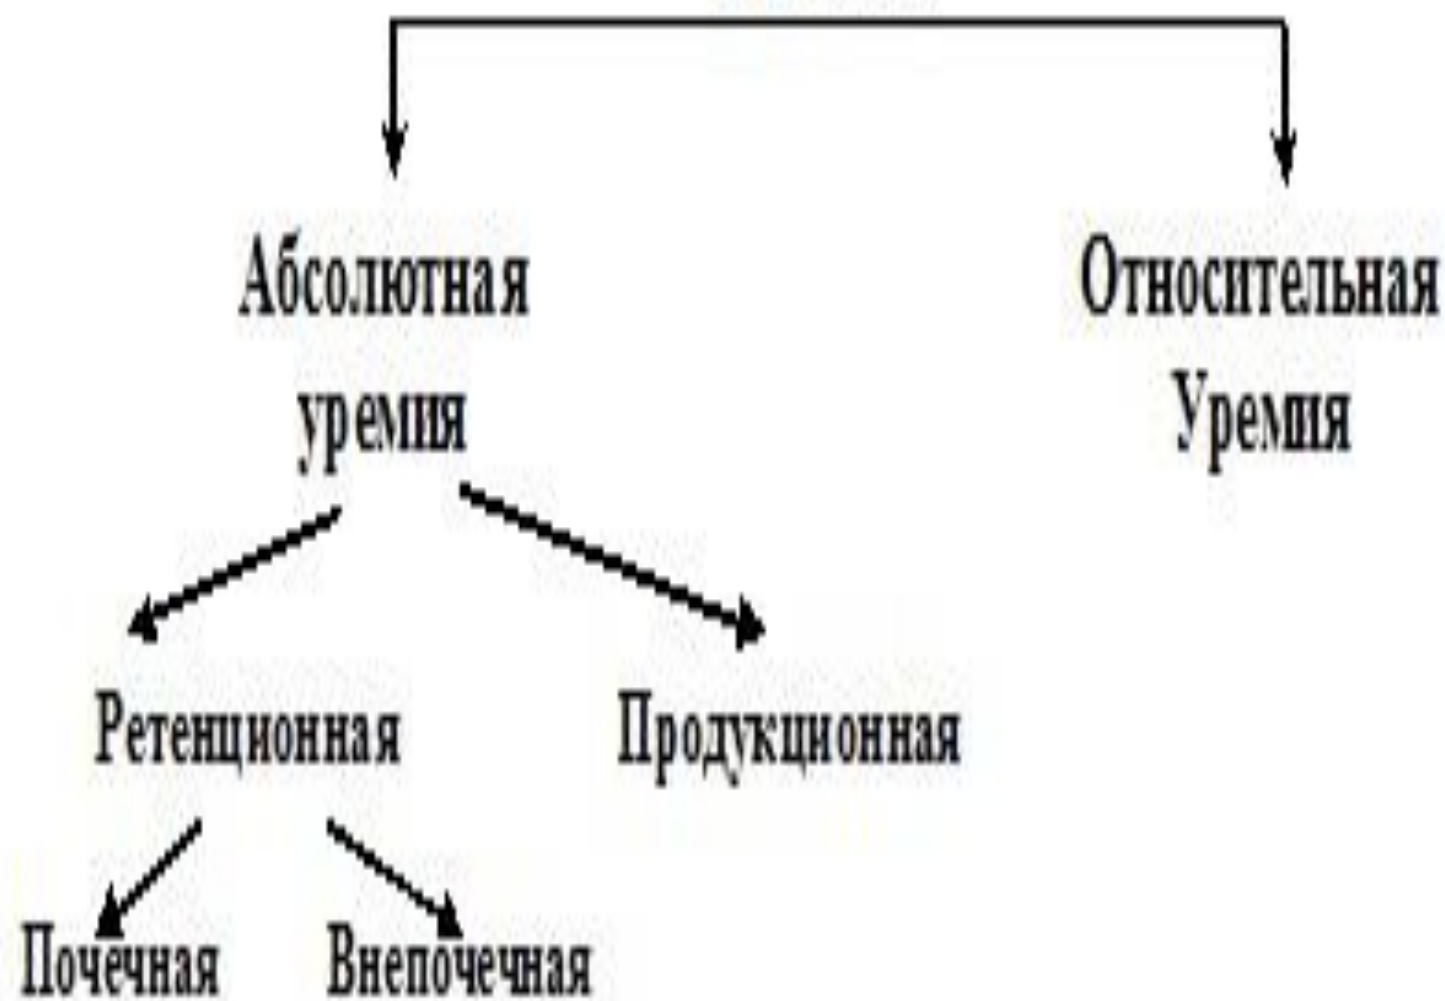 Абсолютная
уремия
Относительная
Уремия
Ретенционная
Продукционная
Почечная
Внепочечная